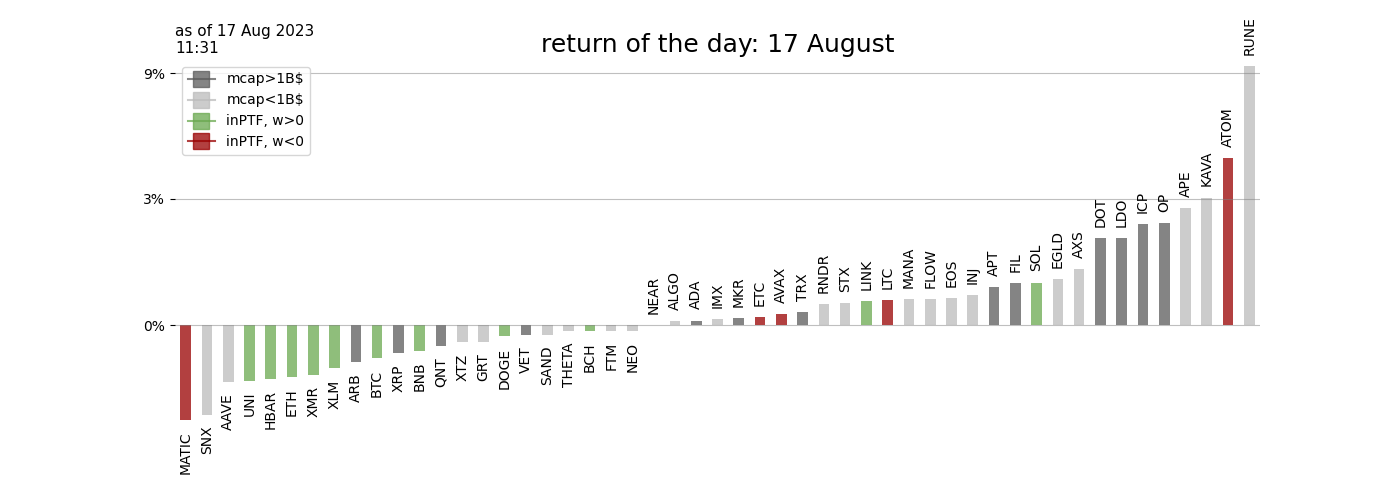 as of 17 Aug 2023
11:31
return of the day: 17 August
9%
3%
0%
mcap>1B$
mcap<1B$
inPTF, w>0
inPTF, w<0
MATIC
SNX
AAVE
UNI
HBAR
ETH
XMR
XLM
ARB
BTC
XRP
BNB
QNT
XTZ
GRT
DOGE
VET
SAND
THETA
BCH
FTM
NEO
NEAR
ALGO
ADA
IMX
MKR
ETC
AVAX
TRX
RNDR
STX
LINK
LTC
MANA
FLOW
EOS
INJ
APT
FIL
SOL
EGLD
AXS
DOT
LDO
ICP
OP
APE
KAVA
ATOM
RUNE